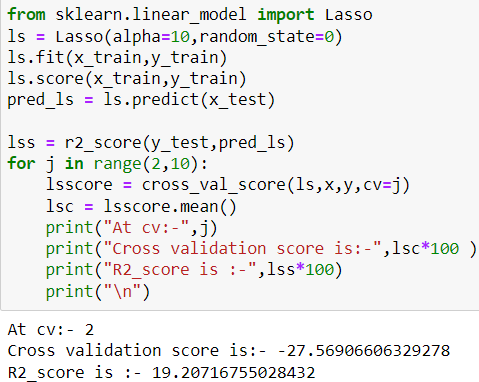 from sklearn.linear_model import Lasso
ls = Lasso(alpha=10,random_state=0)
ls.fit(x_train,y_train)
ls.score(x_train,y_train)
pred_ls = ls.predict(x_test)

lss = r2_score(y_test,pred_ls)
for j in range(2,10):
    lsscore = cross_val_score(ls,x,y,cv=j)
    lsc = lsscore.mean()
    print("At cv:-",j)
    print("Cross validation score is:-",lsc*100 )
    print("R2_score is :-",lss*100)
    print("\n")

At cv:- 2
Cross validation score is:- -27.56906606329278
R2_score is :- 19.20716755028432